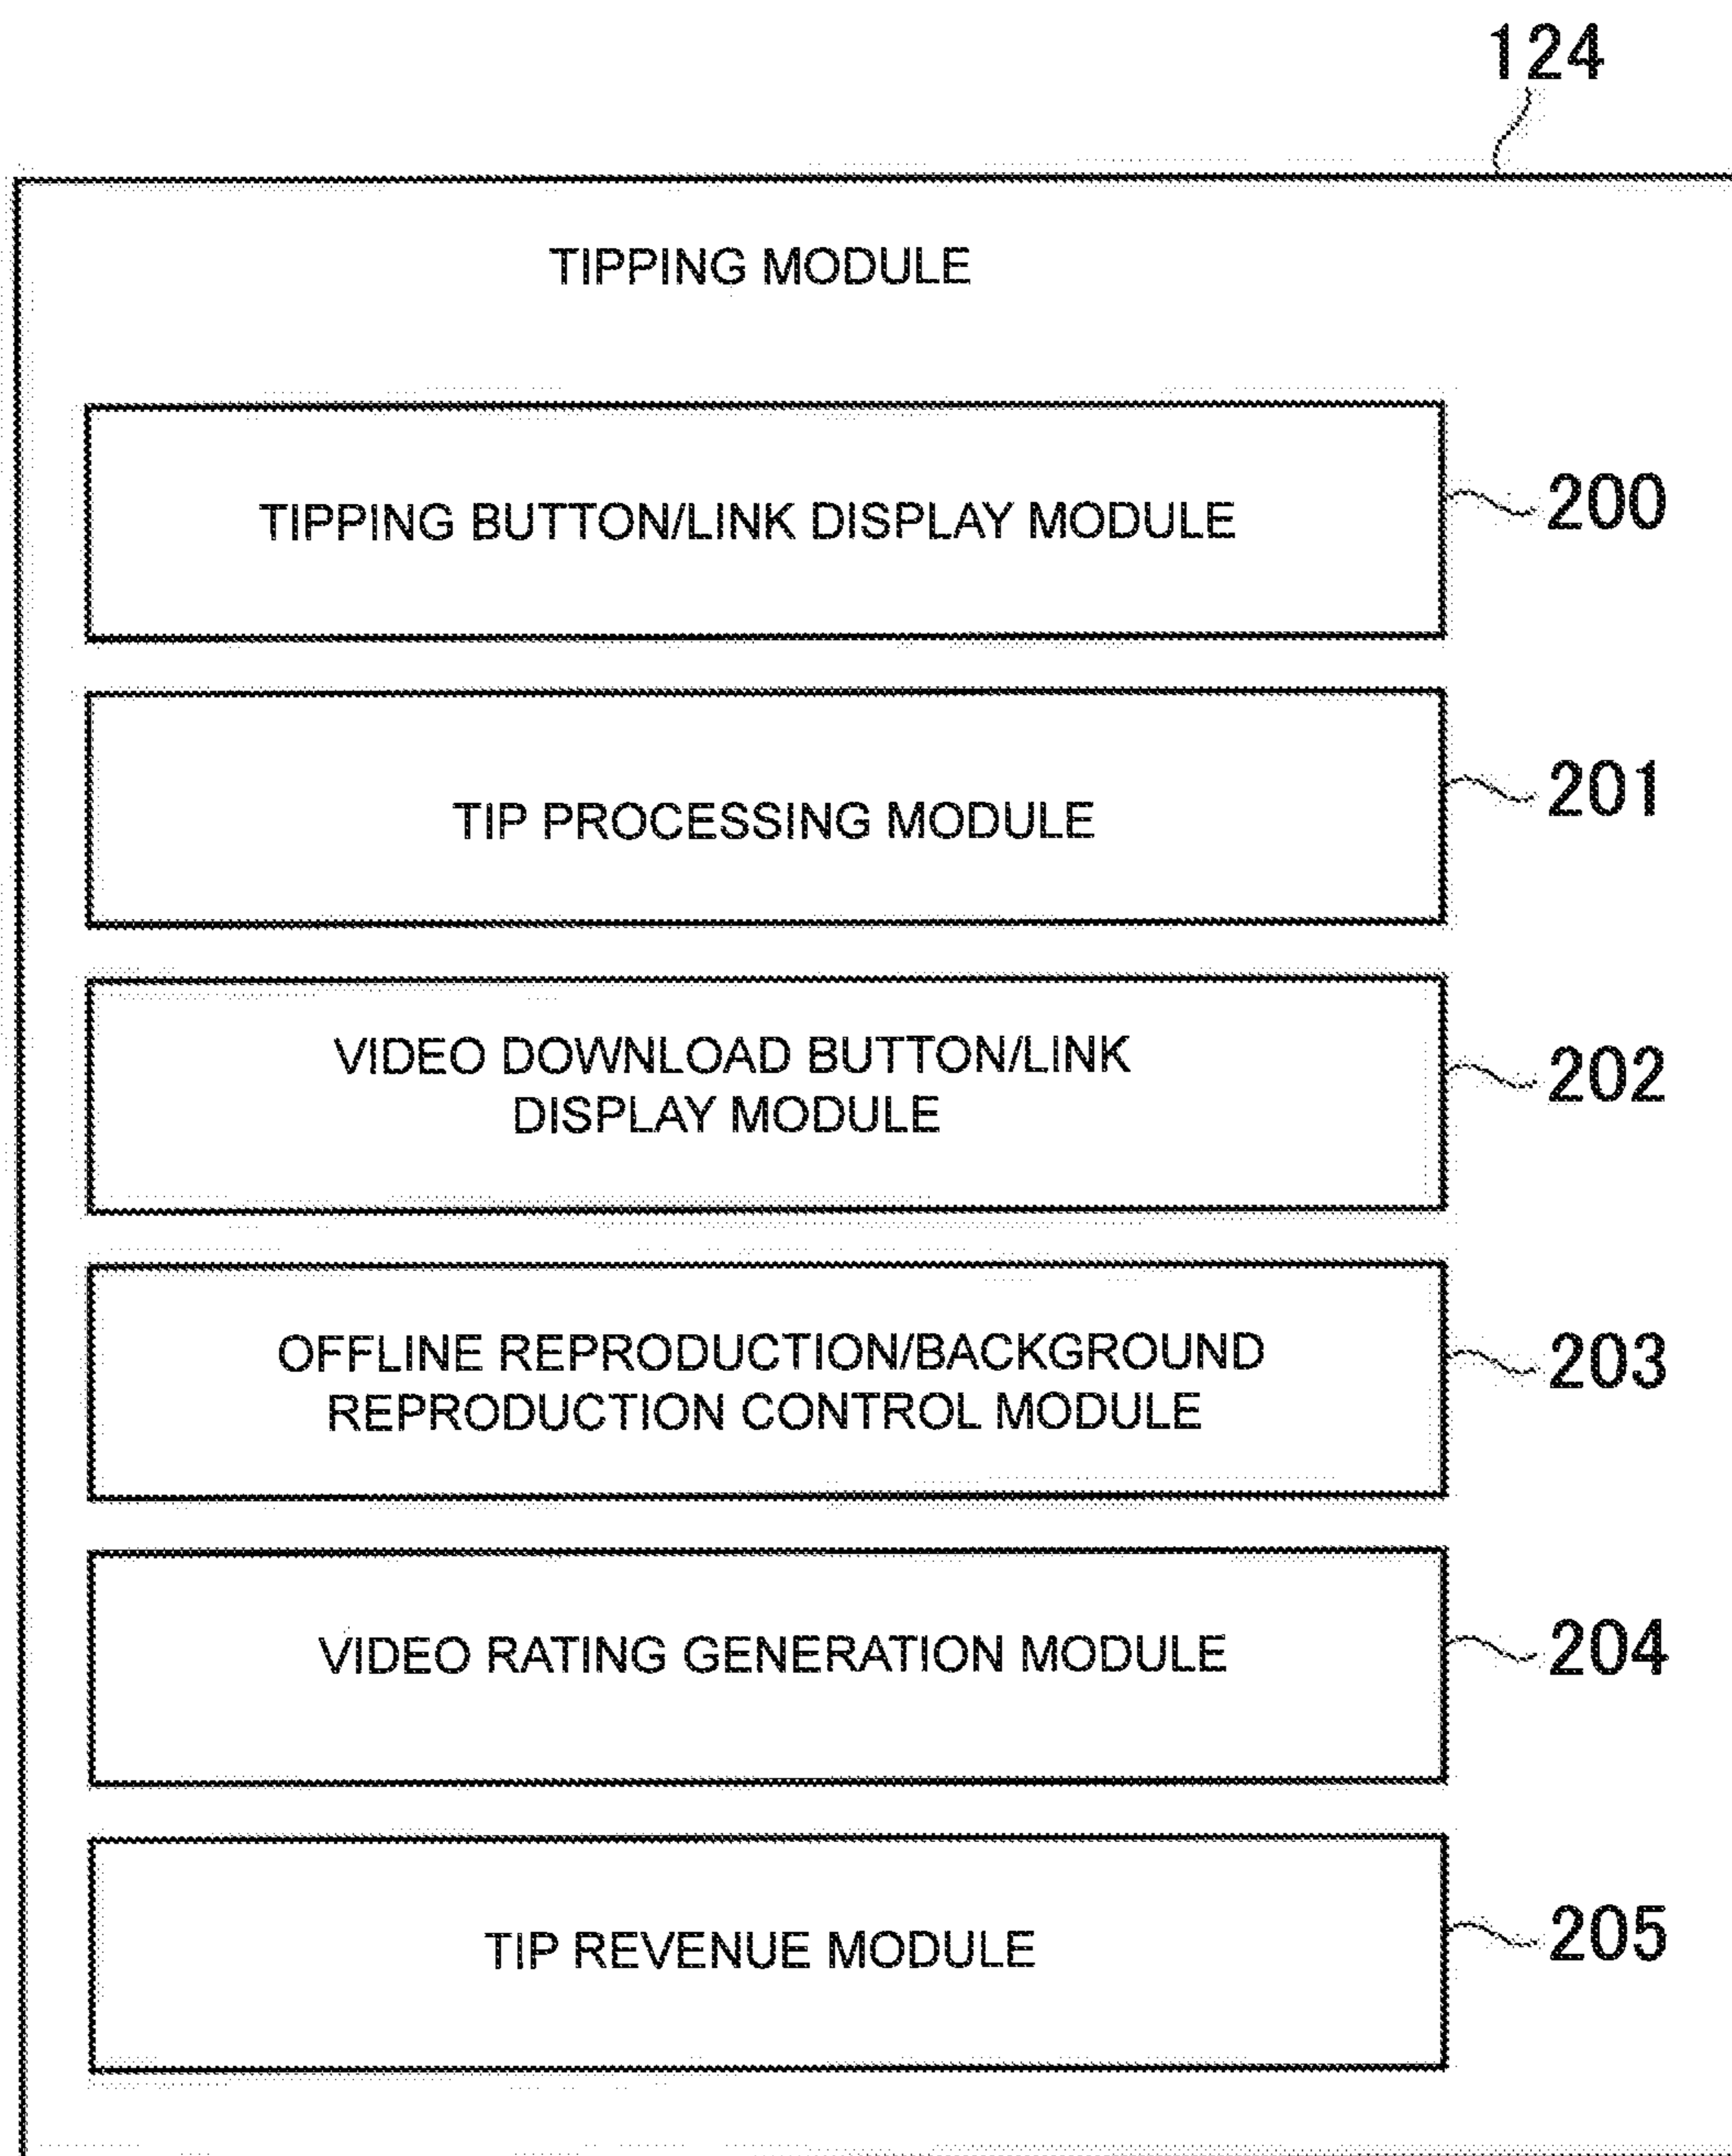 124
TIPPING MODULE
TIPPING BUTTON/LINK DISPLAY MODULE
200
TIP PROCESSING MODULE
201
VIDEO DOWNLOAD BUTTON/LINK
DISPLAY MODULE
202
OFFLINE REPRODUCTION/BACKGROUND
REPRODUCTION CONTROL MODULE
203
VIDEO RATING GENERATION MODULE
204
TIP REVENUE MODULE
205